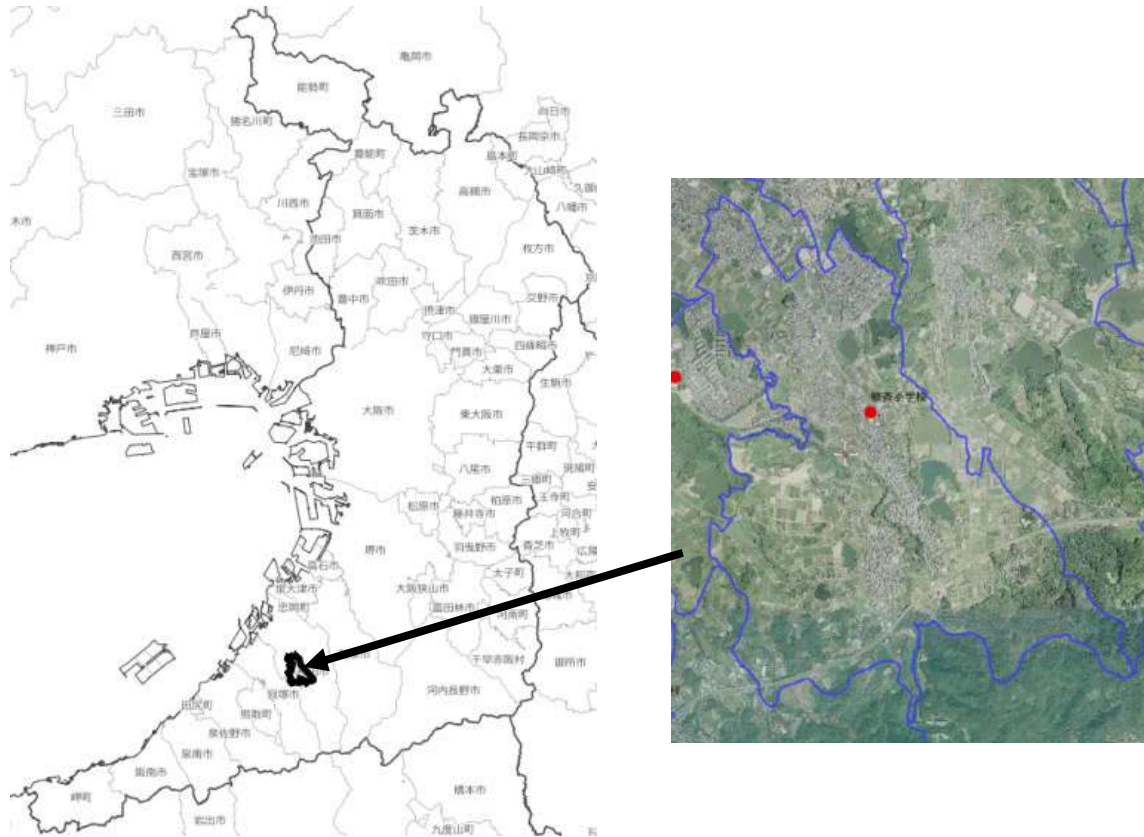 亀岡市
能勢町
三田市
猪名川町
向日市
長岡京市
豊能町
島本町
大山崎町
宝塚市
高槻市
八幡市
川西市
箕面市
茨木市
木市
池田市
枚方市
西宮市
吹田市
伊丹市
豊中市
交野市
摂津市
寝屋川市
芦屋市
守口市
尼崎市
四條畷市
神戸市
門真市
大東市
生駒市
大阪市
東大阪市
平群町
八尾市
斑鳩町
三郷町
柏原市
王寺町
松原市
藤井寺市
河合町
上牧町
羽曳野市
香芝市
堺市
高石市
太子町
大阪狭山市
泉大津市
富田林市
忠岡町
河南町
千早赤阪村
御所市
河内長野市
貝塚市
田尻町
熊取町
泉佐野市
泉南市
阪南市
岬町
橋本市
岩出市
九度山町
修斉小学校